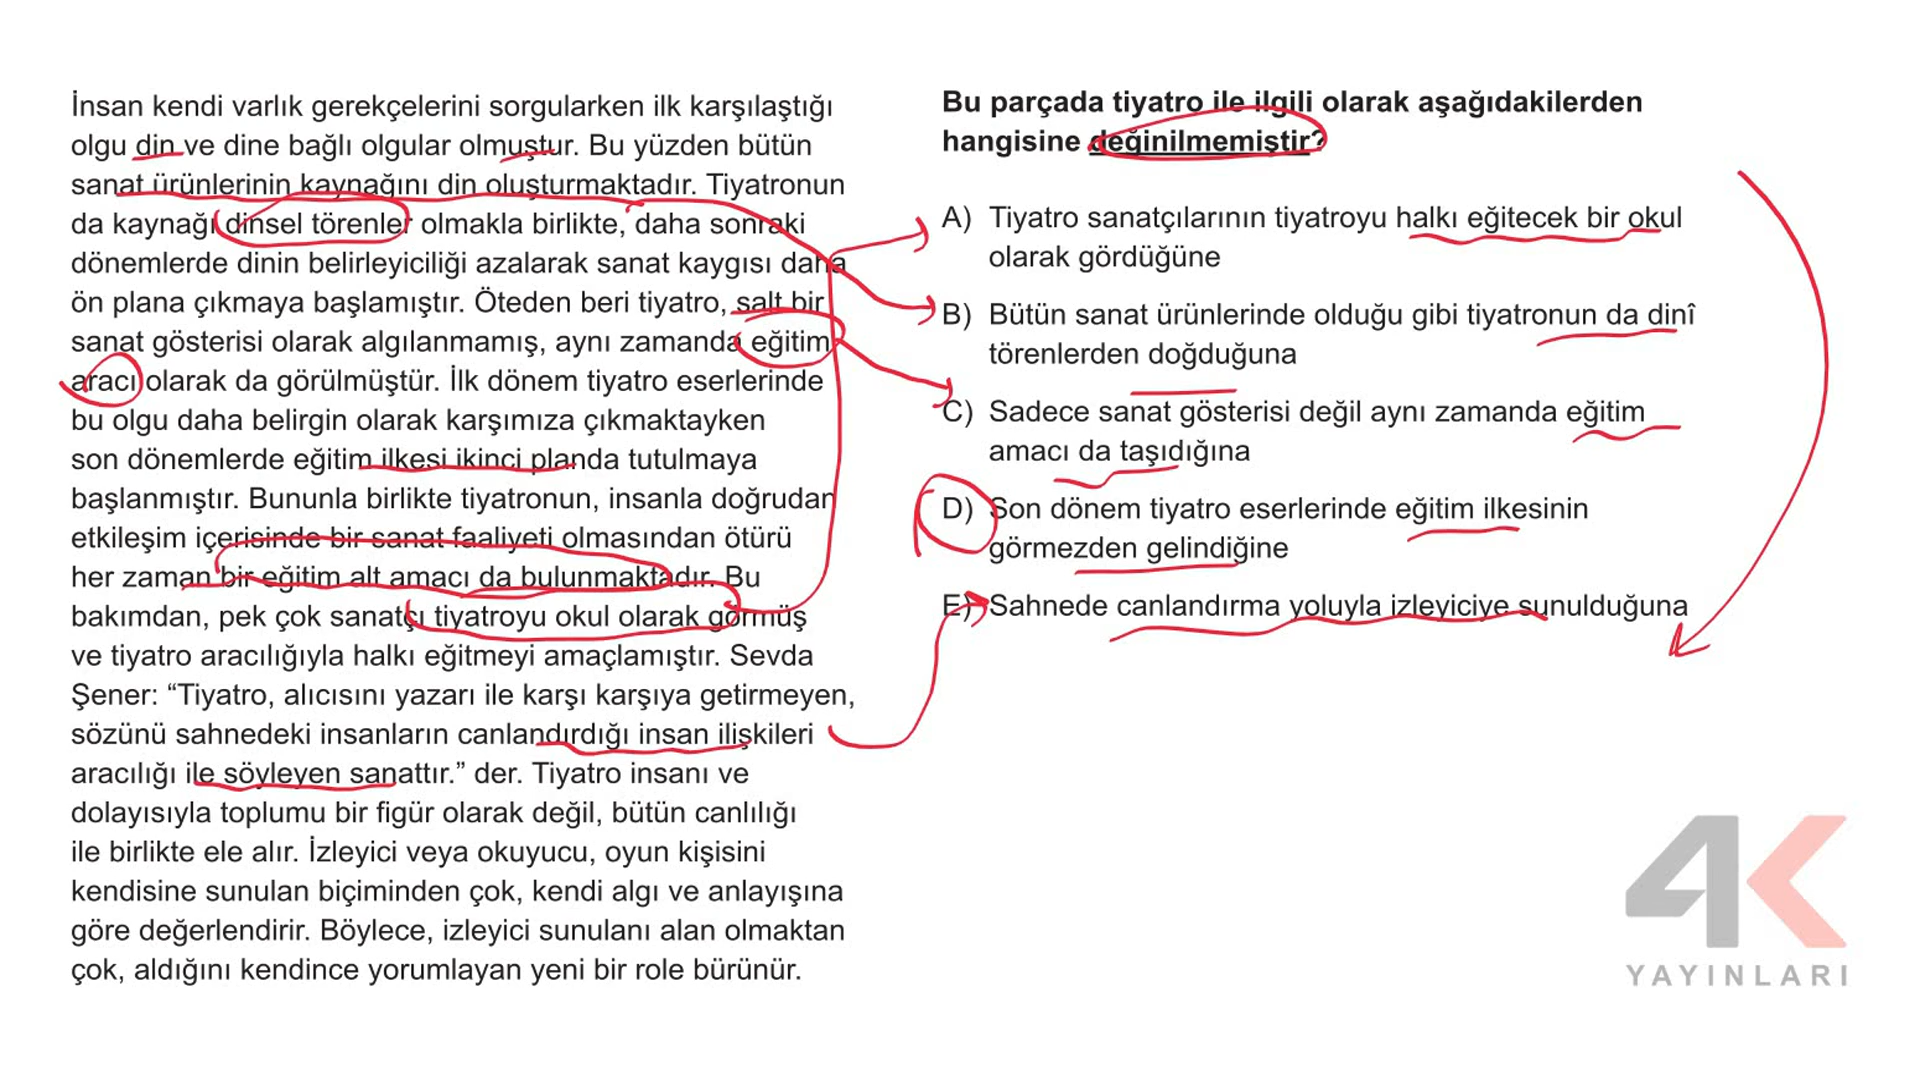 İnsan kendi varlık gerekçelerini sorgularken ilk karşılaştığı
olgu din ve dine bağlı olgular olmuştur. Bu yüzden bütün
sanat ürünlerinin kaynağını din oluşturmaktadır. Tiyatronun
da kaynağı dinsel törenler olmakla birlikte, daha sonraki
dönemlerde dinin belirleyiciliği azalarak sanat kaygısı daha
ön plana çıkmaya başlamıştır. Öteden beri tiyatro, salt bir
sanat gösterisi olarak algılanmamış, aynı zamanda eğitim
aracı olarak da görülmüştür. İlk dönem tiyatro eserlerinde
bu olgu daha belirgin olarak karşımıza çıkmaktayken
son dönemlerde eğitim ilkesi ikinci planda tutulmaya
başlanmıştır. Bununla birlikte tiyatronun, insanla doğrudan
etkileşim içerisinde bir sanat faaliyeti olmasından ötürü
her zaman bir eğitim alt amacı da bulunmaktadır. Bu
bakımdan, pek çok sanatçı tiyatroyu okul olarak görmüş
ve tiyatro aracılığıyla halkı eğitmeyi amaçlamıştır. Sevda
Şener: “Tiyatro, alıcısını yazarı ile karşı karşıya getirmeyen,
sözünü sahnedeki insanların canlandırdığı insan ilişkileri
aracılığı ile söyleyen sanattır.” der. Tiyatro insanı ve
dolayısıyla toplumu bir figür olarak değil, bütün canlılığı
ile birlikte ele alır. İzleyici veya okuyucu, oyun kişisini
kendisine sunulan biçiminden çok, kendi algı ve anlayışına
göre değerlendirir. Böylece, izleyici sunulanı alan olmaktan
çok, aldığını kendince yorumlayan yeni bir role bürünür.
Bu parçada tiyatro ile ilgili olarak aşağıdakilerden
hangisine değinilmemiştir?
A) Tiyatro sanatçılarının tiyatroyu halkı eğitecek bir okul
olarak gördüğüne
B) Bütün sanat ürünlerinde olduğu gibi tiyatronun da dinî
törenlerden doğduğuna
C) Sadece sanat gösterisi değil aynı zamanda eğitim
amacı da taşıdığına
D) Son dönem tiyatro eserlerinde eğitim ilkesinin
görmezden gelindiğine
E) Sahnede canlandırma yoluyla izleyiciye sunulduğuna
4K
YAYINLARI